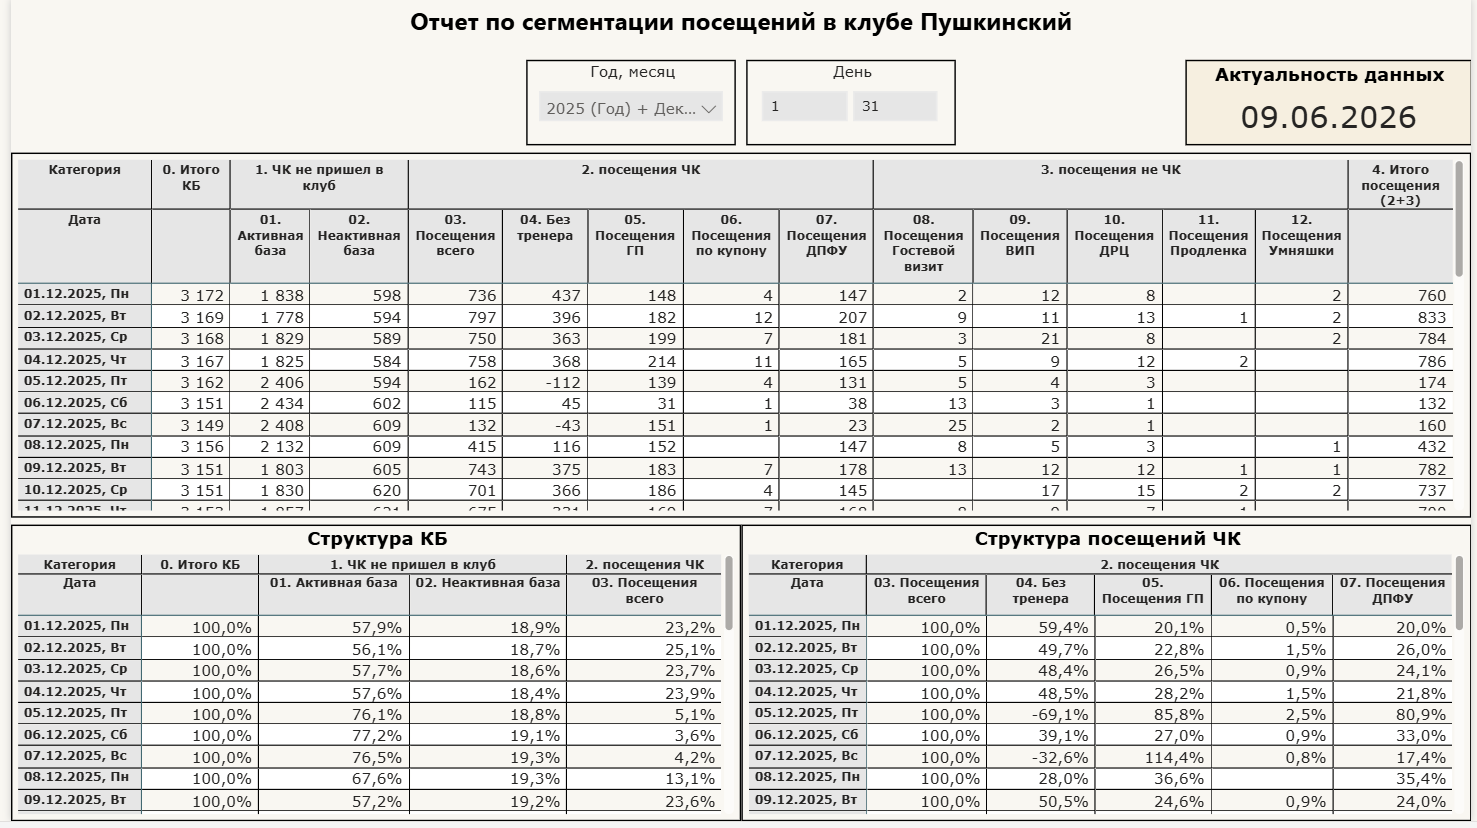 Отчет по сегментации посещений в клубе Пушкинский
Год, месяц
2025 (Год) + Дек...
День
1 31
Актуальность данных
09.06.2026
Категория 0. Итого КБ 1. ЧК не пришел в клуб 2. посещения ЧК 3. посещения не ЧК 4. Итого посещения (2+3)
Дата 01. Активная база 02. Неактивная база 03. Посещения всего 04. Без тренера 05. Посещения ГП 06. Посещения по купону 07. Посещения ДПФУ 08. Посещения Гостевой визит 09. Посещения ВИП 10. Посещения ДРЦ 11. Посещения Продленка 12. Посещения Умняшки
01.12.2025, Пн 3 172 1 838 598 736 437 148 4 147 2 12 8 2 760
02.12.2025, Вт 3 169 1 778 594 797 396 182 12 207 9 11 13 1 2 833
03.12.2025, Ср 3 168 1 829 589 750 363 199 7 181 3 21 8 2 784
04.12.2025, Чт 3 167 1 825 584 758 368 214 11 165 5 9 12 2 786
05.12.2025, Пт 3 162 2 406 594 162 -112 139 4 131 5 4 3 174
06.12.2025, Сб 3 151 2 434 602 115 45 31 1 38 13 3 1 132
07.12.2025, Вс 3 149 2 408 609 132 -43 151 1 23 25 2 1 160
08.12.2025, Пн 3 156 2 132 609 415 116 152 147 8 5 3 1 432
09.12.2025, Вт 3 151 1 803 605 743 375 183 7 178 13 12 12 1 1 782
10.12.2025, Ср 3 151 1 830 620 701 366 186 4 145 17 15 2 2 737
Структура КБ
Категория 0. Итого КБ 1. ЧК не пришел в клуб 2. посещения ЧК
Дата 01. Активная база 02. Неактивная база 03. Посещения всего
01.12.2025, Пн 100,0% 57,9% 18,9% 23,2%
02.12.2025, Вт 100,0% 56,1% 18,7% 25,1%
03.12.2025, Ср 100,0% 57,7% 18,6% 23,7%
04.12.2025, Чт 100,0% 57,6% 18,4% 23,9%
05.12.2025, Пт 100,0% 76,1% 18,8% 5,1%
06.12.2025, Сб 100,0% 77,2% 19,1% 3,6%
07.12.2025, Вс 100,0% 76,5% 19,3% 4,2%
08.12.2025, Пн 100,0% 67,6% 19,3% 13,1%
09.12.2025, Вт 100,0% 57,2% 19,2% 23,6%
Структура посещений ЧК
Категория 2. посещения ЧК
Дата 03. Посещения всего 04. Без тренера 05. Посещения ГП 06. Посещения по купону 07. Посещения ДПФУ
01.12.2025, Пн 100,0% 59,4% 20,1% 0,5% 20,0%
02.12.2025, Вт 100,0% 49,7% 22,8% 1,5% 26,0%
03.12.2025, Ср 100,0% 48,4% 26,5% 0,9% 24,1%
04.12.2025, Чт 100,0% 48,5% 28,2% 1,5% 21,8%
05.12.2025, Пт 100,0% -69,1% 85,8% 2,5% 80,9%
06.12.2025, Сб 100,0% 39,1% 27,0% 0,9% 33,0%
07.12.2025, Вс 100,0% -32,6% 114,4% 0,8% 17,4%
08.12.2025, Пн 100,0% 28,0% 36,6% 35,4%
09.12.2025, Вт 100,0% 50,5% 24,6% 0,9% 24,0%